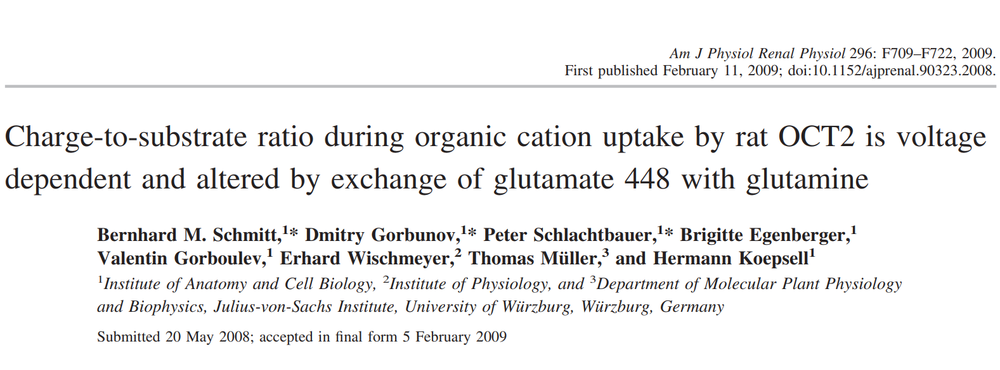 Am J Physiol Renal Physiol 296: F709–F722, 2009.
First published February 11, 2009; doi:10.1152/ajprenal.90323.2008.
Charge-to-substrate ratio during organic cation uptake by rat OCT2 is voltage
dependent and altered by exchange of glutamate 448 with glutamine
Bernhard M. Schmitt,¹* Dmitry Gorbunov,¹* Peter Schlachtbauer,¹* Brigitte Egenberger,¹
Valentin Gorboulev,¹ Erhard Wischmeyer,² Thomas Müller,³ and Hermann Koepsell¹
¹Institute of Anatomy and Cell Biology, ²Institute of Physiology, and ³Department of Molecular Plant Physiology
and Biophysics, Julius-von-Sachs Institute, University of Würzburg, Würzburg, Germany
Submitted 20 May 2008; accepted in final form 5 February 2009